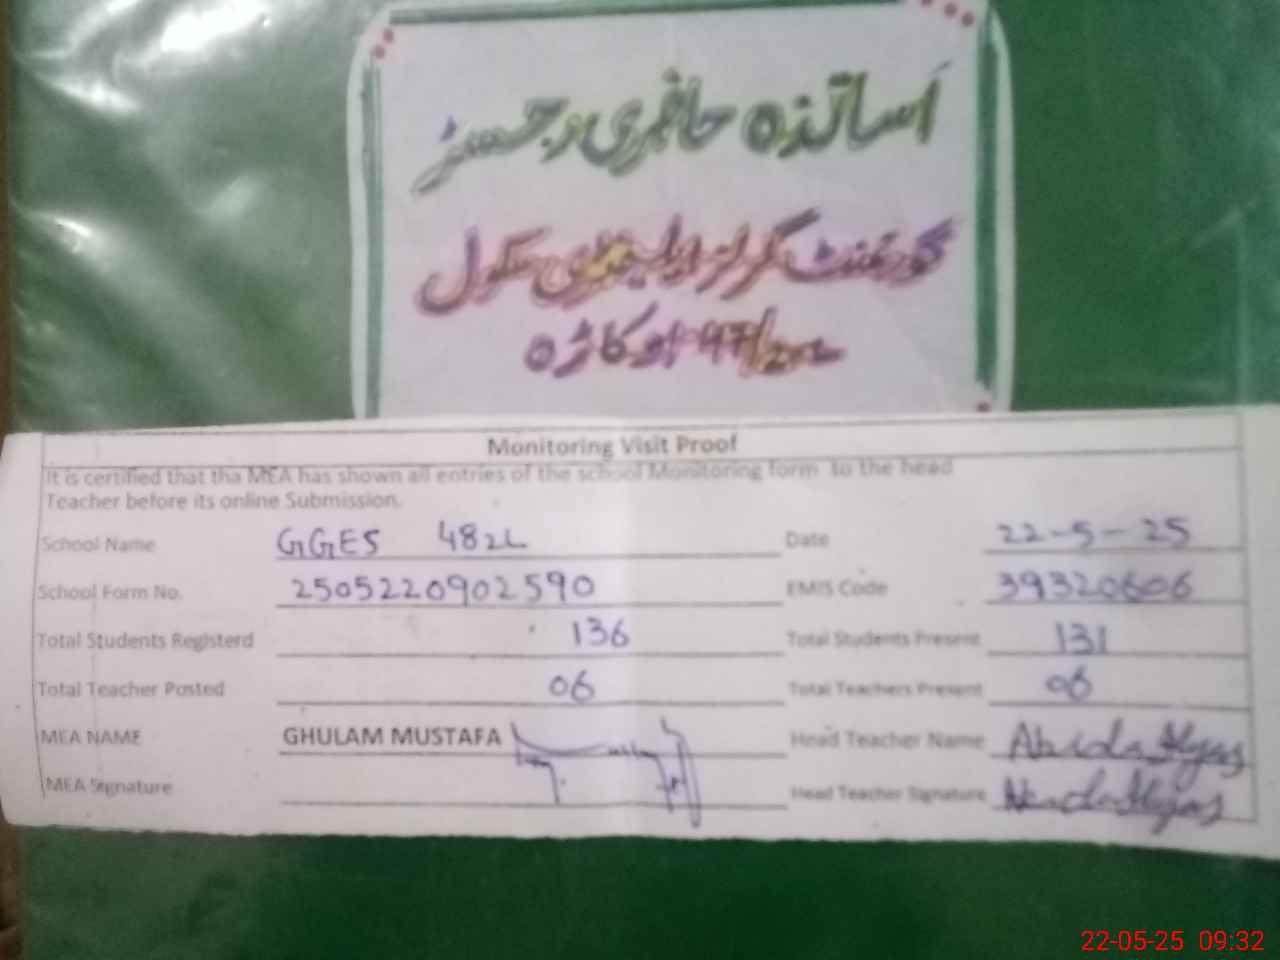 اساتذہ حاضری رجسٹر
گورنمنٹ گرلز ایلیمنٹری سکول
اوکاڑہ
Monitoring Visit Proof
It is certified that tha MEA has shown all entries of the school Monitoring form to the head
Teacher before its online Submission.
School Name GGES 48 2L Date 22-5-25
School Form No. 2505220902590 EMIS Code 39320606
Total Students Registerd 136 Total Students Present 131
Total Teacher Posted 06 Total Teachers Present 06
MEA NAME GHULAM MUSTAFA Head Teacher Name Abida Ilyas
MEA Signature Head Teacher Signature Abida Ilyas
22-05-25 09:32